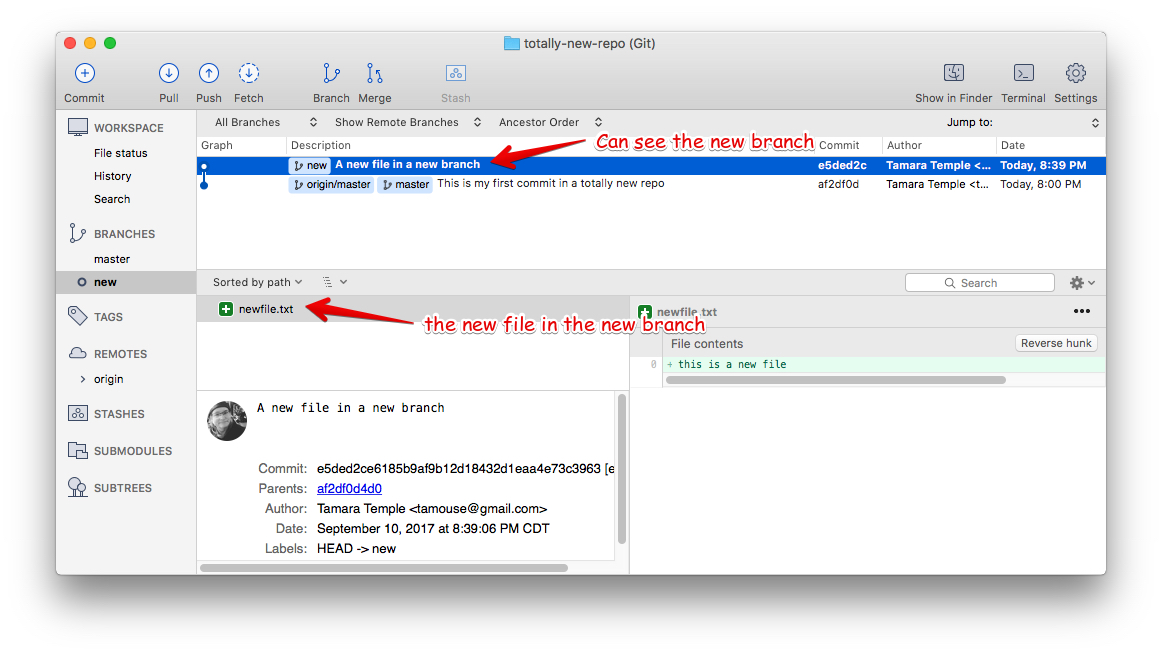 totally-new-repo (Git)
Commit Pull Push Fetch Branch Merge Stash Show in Finder Terminal Settings
WORKSPACE
File status
History
Search
BRANCHES
master
new
TAGS
REMOTES
origin
STASHES
SUBMODULES
SUBTREES
All Branches Show Remote Branches Ancestor Order Jump to:
Graph Description Commit Author Date
Can see the new branch
new A new file in a new branch e5ded2c Tamara Temple <... Today, 8:39 PM
origin/master master This is my first commit in a totally new repo af2df0d Tamara Temple <t... Today, 8:00 PM
Sorted by path Search
newfile.txt
the new file in the new branch
newfile.txt
File contents Reverse hunk
0 + this is a new file
A new file in a new branch
Commit: e5ded2ce6185b9af9b12d18432d1eaa4e73c3963 [e
Parents: af2df0d4d0
Author: Tamara Temple <tamouse@gmail.com>
Date: September 10, 2017 at 8:39:06 PM CDT
Labels: HEAD -> new